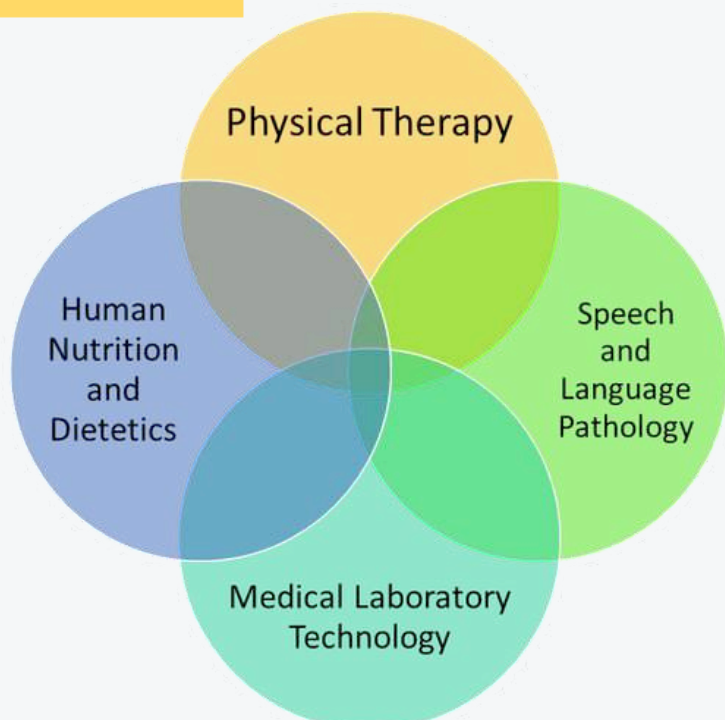 Physical Therapy
Human
Nutrition
and
Dietetics
Speech
and
Language
Pathology
Medical Laboratory
Technology